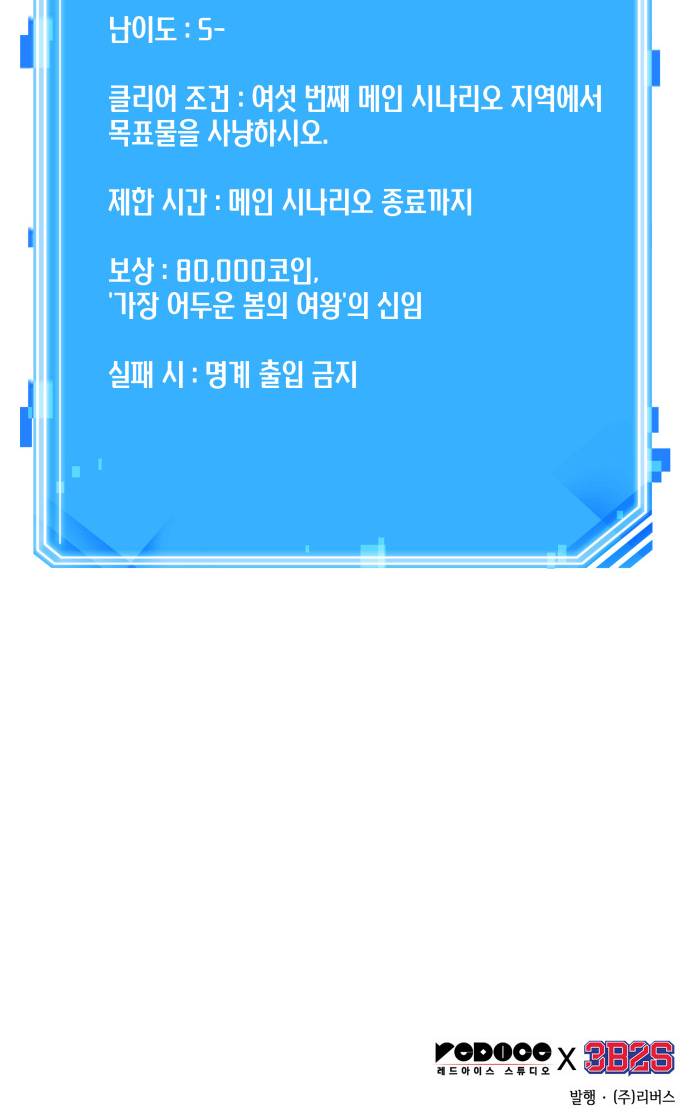 난이도 : S-
클리어 조건 : 여섯 번째 메인 시나리오 지역에서
목표물을 사냥하시오.
제한 시간 : 메인 시나리오 종료까지
보상 : 80,000코인,
'가장 어두운 봄의 여왕'의 신임
실패 시 : 명계 출입 금지
REDICE X 3B2S
레드아이스 스튜디오
발행 · (주)리버스